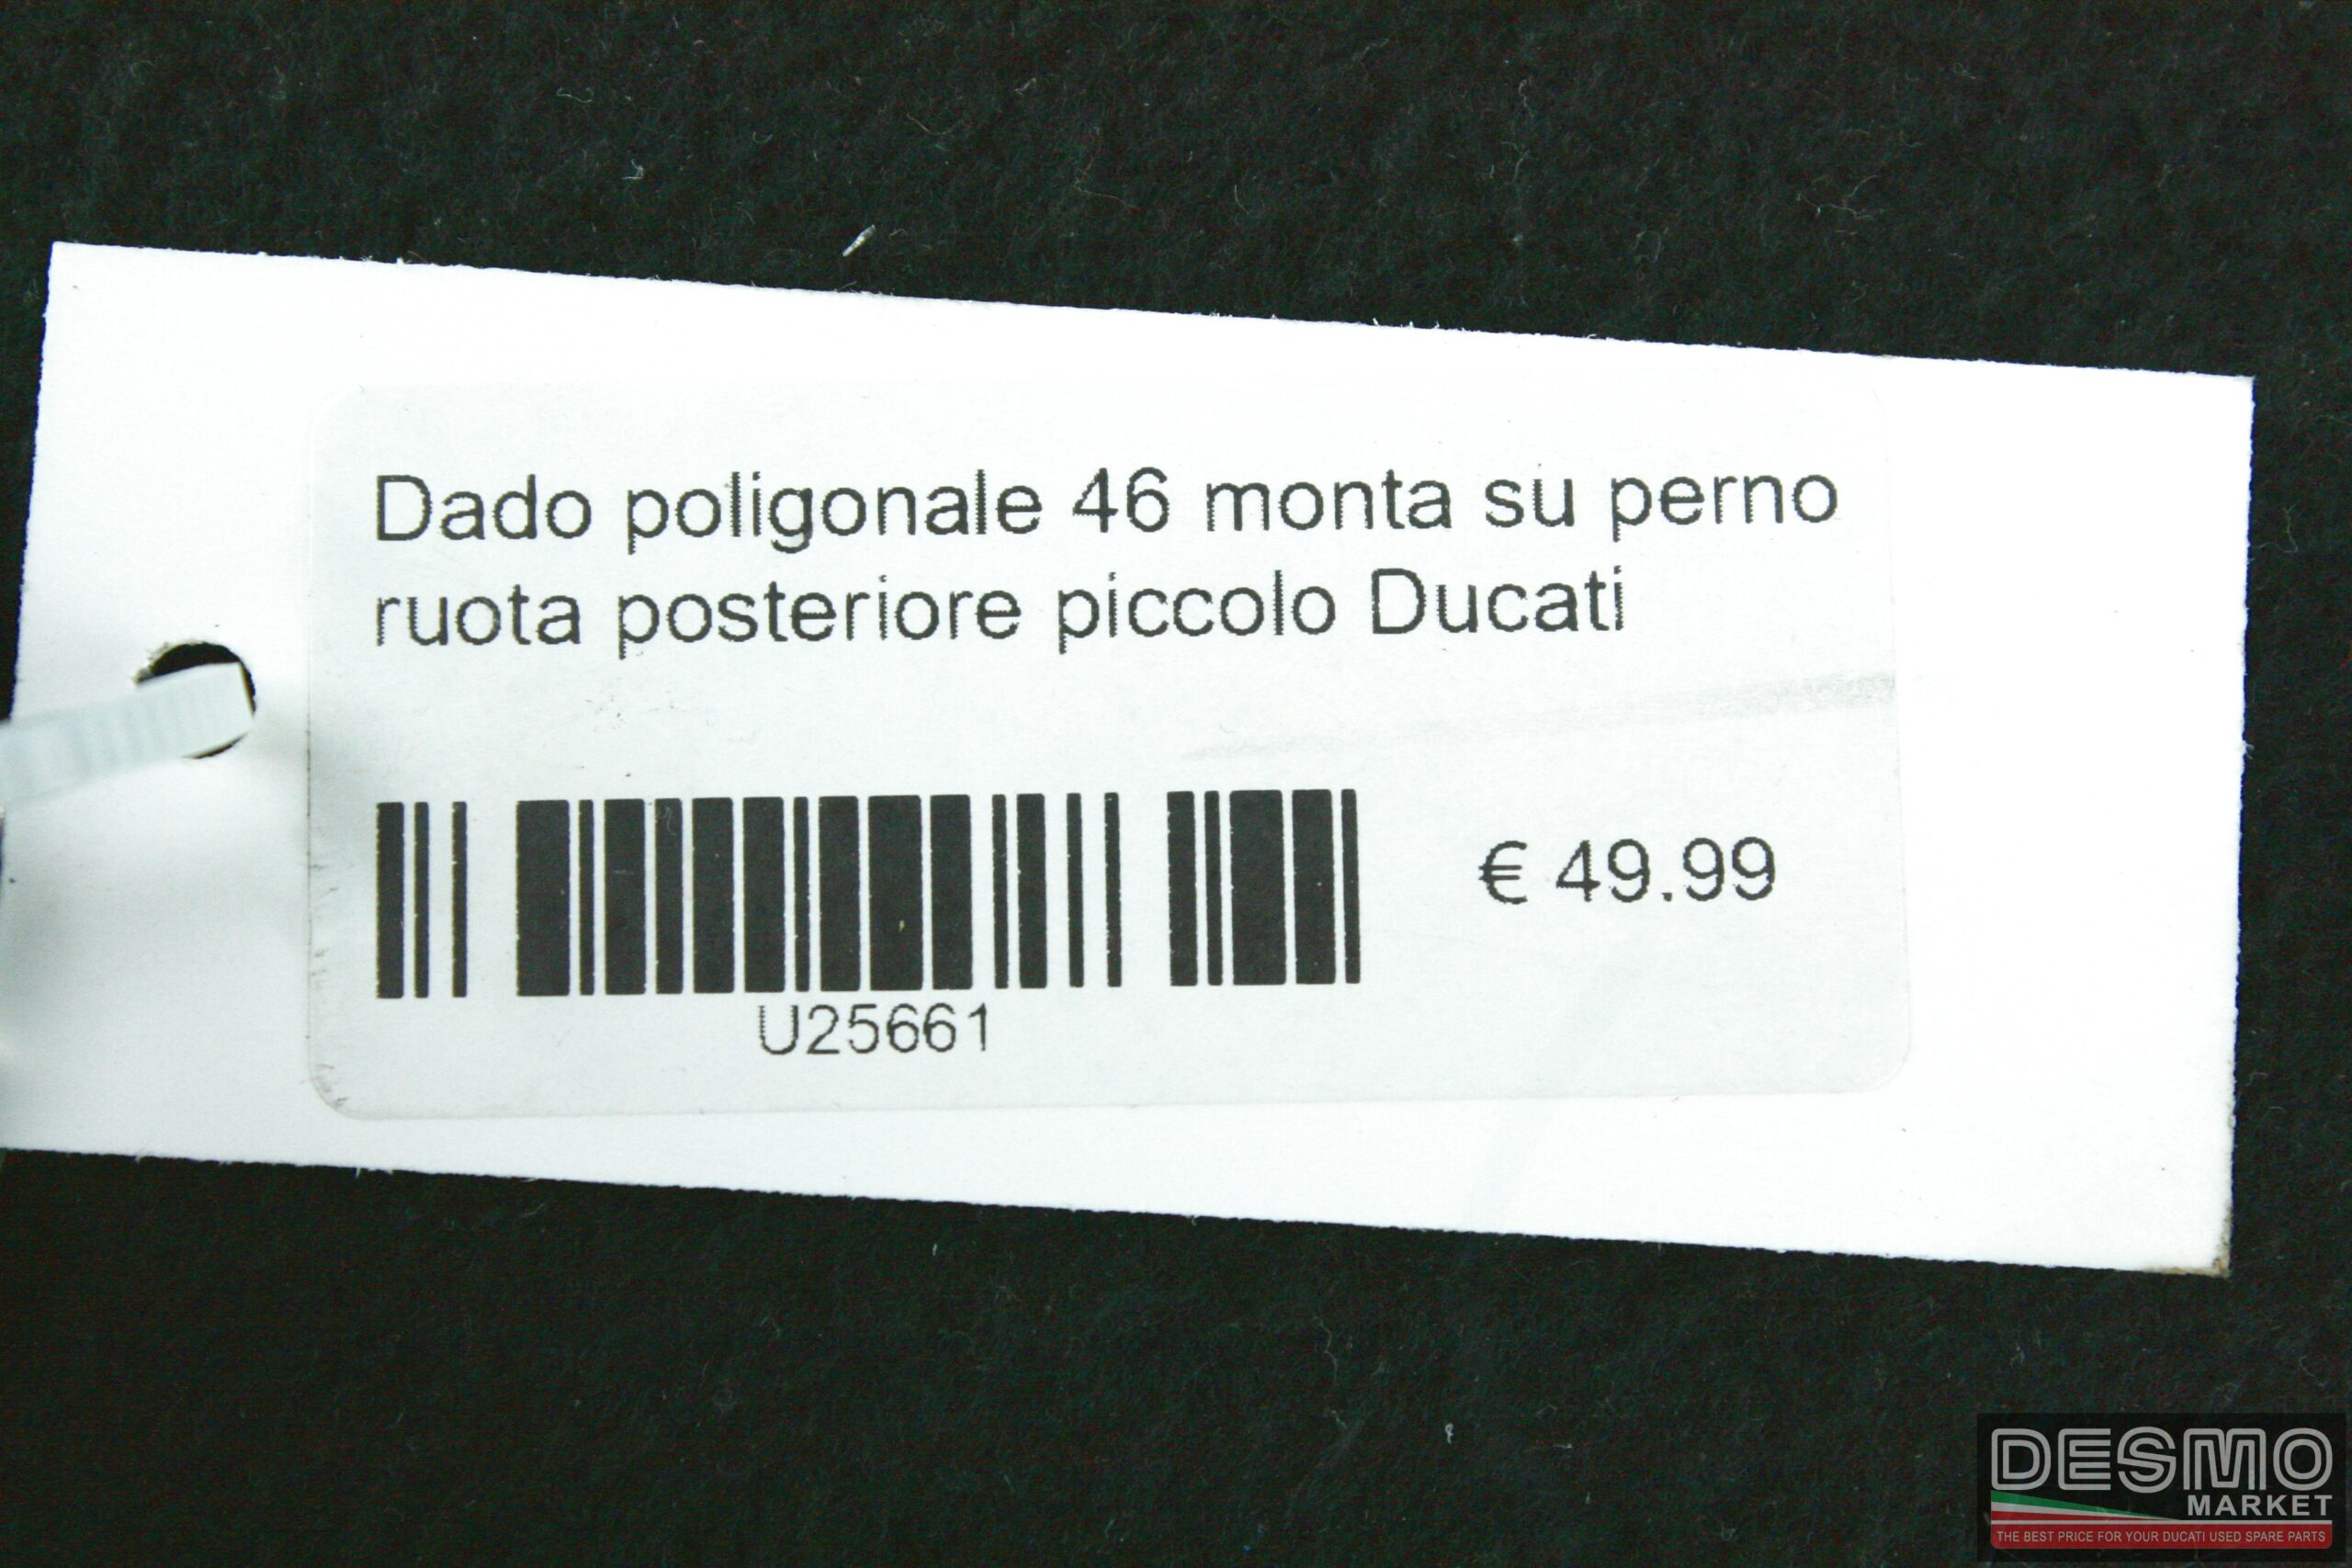 Dado poligonale 46 monta su perno
ruota posteriore piccolo Ducati
€ 49.99
U25661
DESMO
MARKET
THE BEST PRICE FOR YOUR DUCATI USED SPARE PARTS